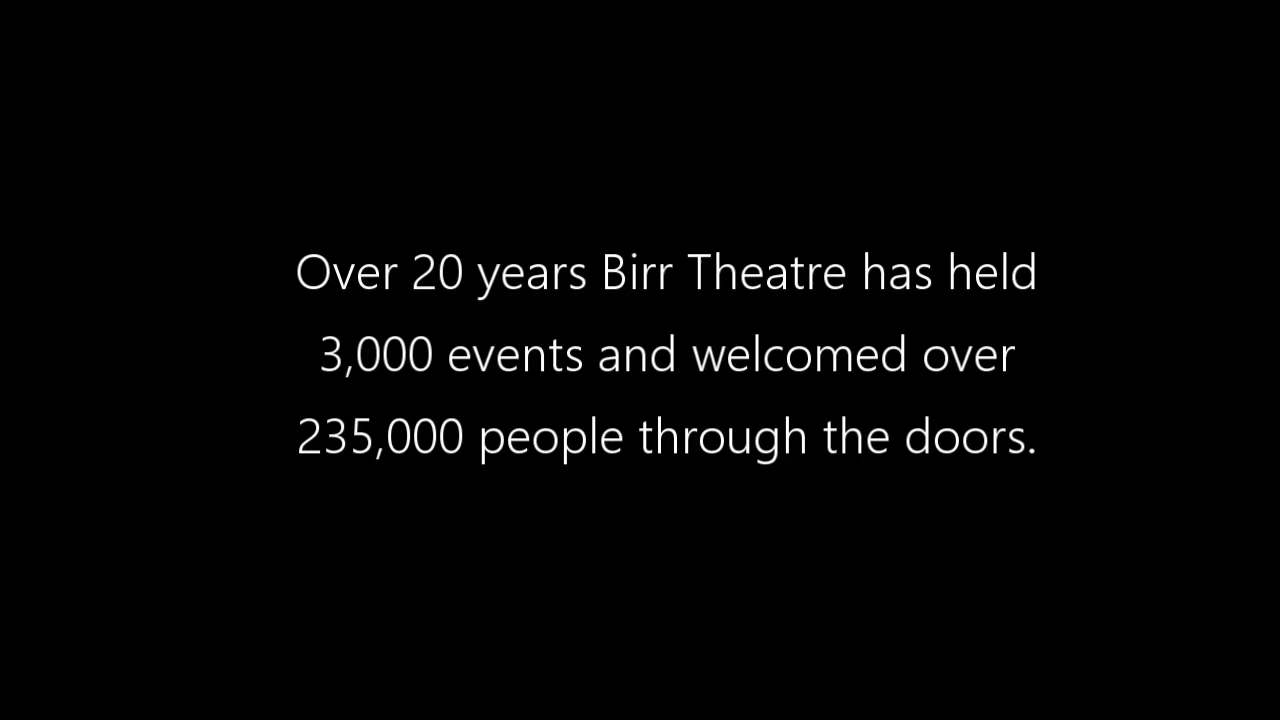 Over 20 years Birr Theatre has held
3,000 events and welcomed over
235,000 people through the doors.